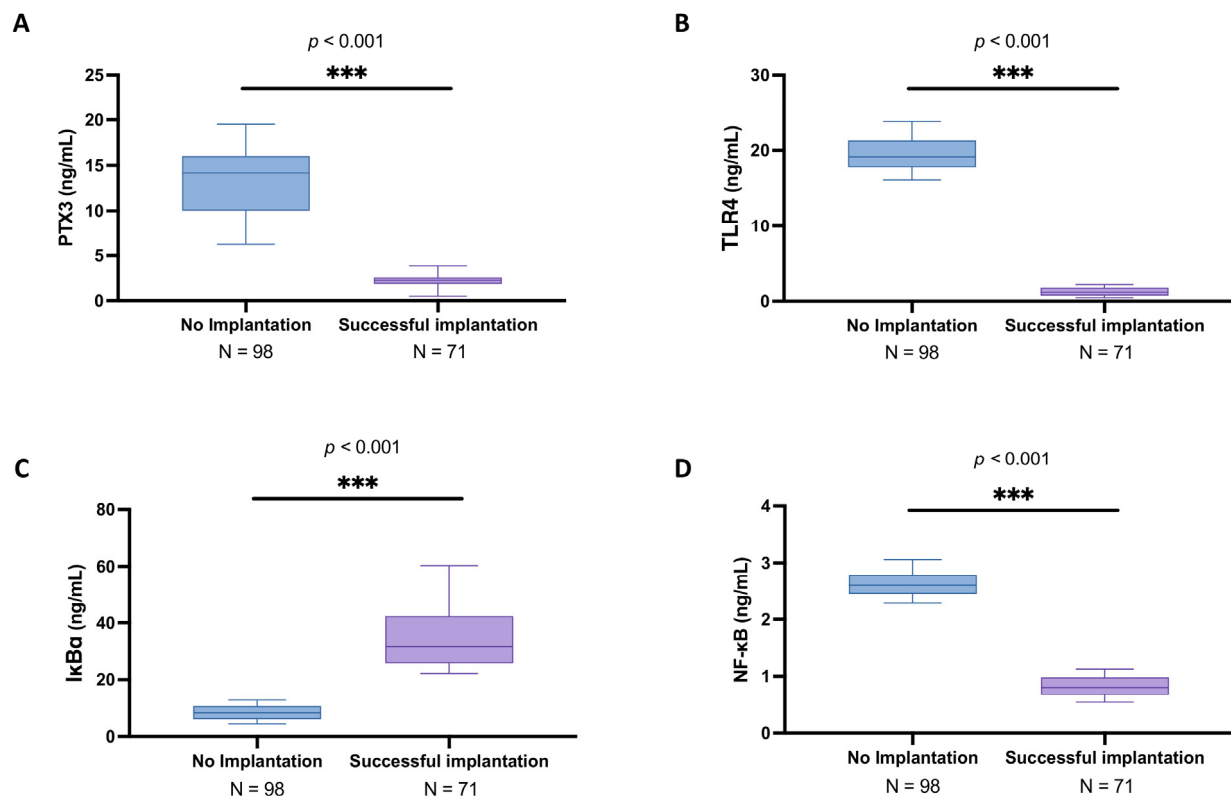 A
p < 0.001
***
25
20
15
10
5
0
PTX3 (ng/mL)
No Implantation
Successful implantation
N = 98
N = 71
B
p < 0.001
***
30
20
10
0
TLR4 (ng/mL)
No Implantation
Successful implantation
N = 98
N = 71
C
p < 0.001
***
80
60
40
20
0
IκBα (ng/mL)
No Implantation
Successful implantation
N = 98
N = 71
D
p < 0.001
***
4
3
2
1
0
NF-κB (ng/mL)
No Implantation
Successful implantation
N = 98
N = 71